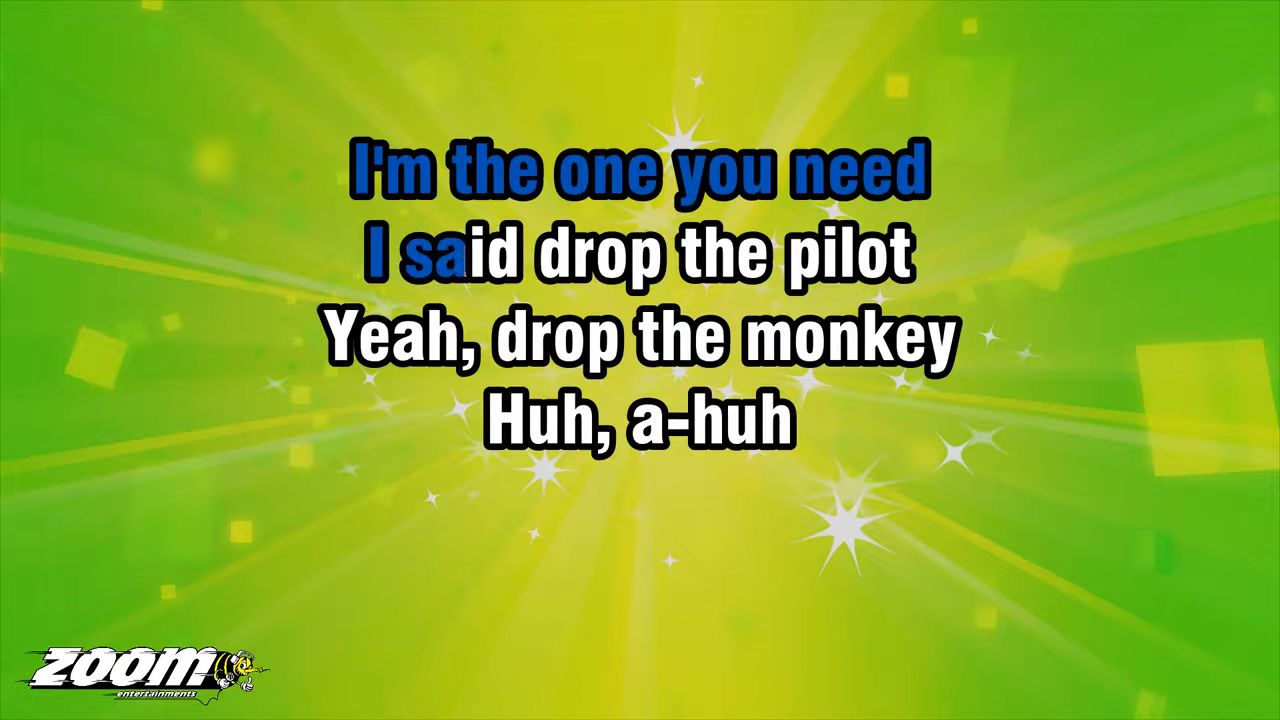 I'm the one you need
I said drop the pilot
Yeah, drop the monkey
Huh, a-huh
ZOOM
entertainments